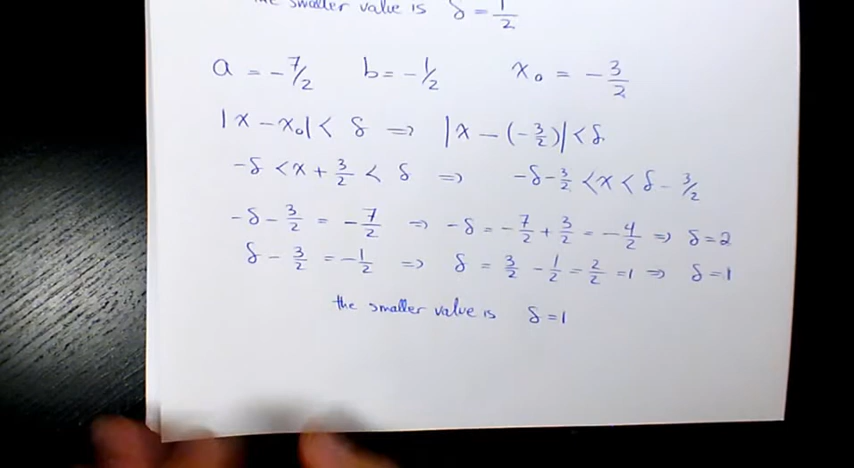 the smaller value is δ = 1/2
a = -7/2 b = -1/2 x₀ = -3/2
|x - x₀| < δ ⇒ |x - (-3/2)| < δ.
-δ < x + 3/2 < δ ⇒ -δ - 3/2 < x < δ - 3/2
-δ - 3/2 = -7/2 ⇒ -δ = -7/2 + 3/2 = -4/2 ⇒ δ = 2
δ - 3/2 = -1/2 ⇒ δ = 3/2 - 1/2 = 2/2 = 1 ⇒ δ = 1
the smaller value is δ = 1